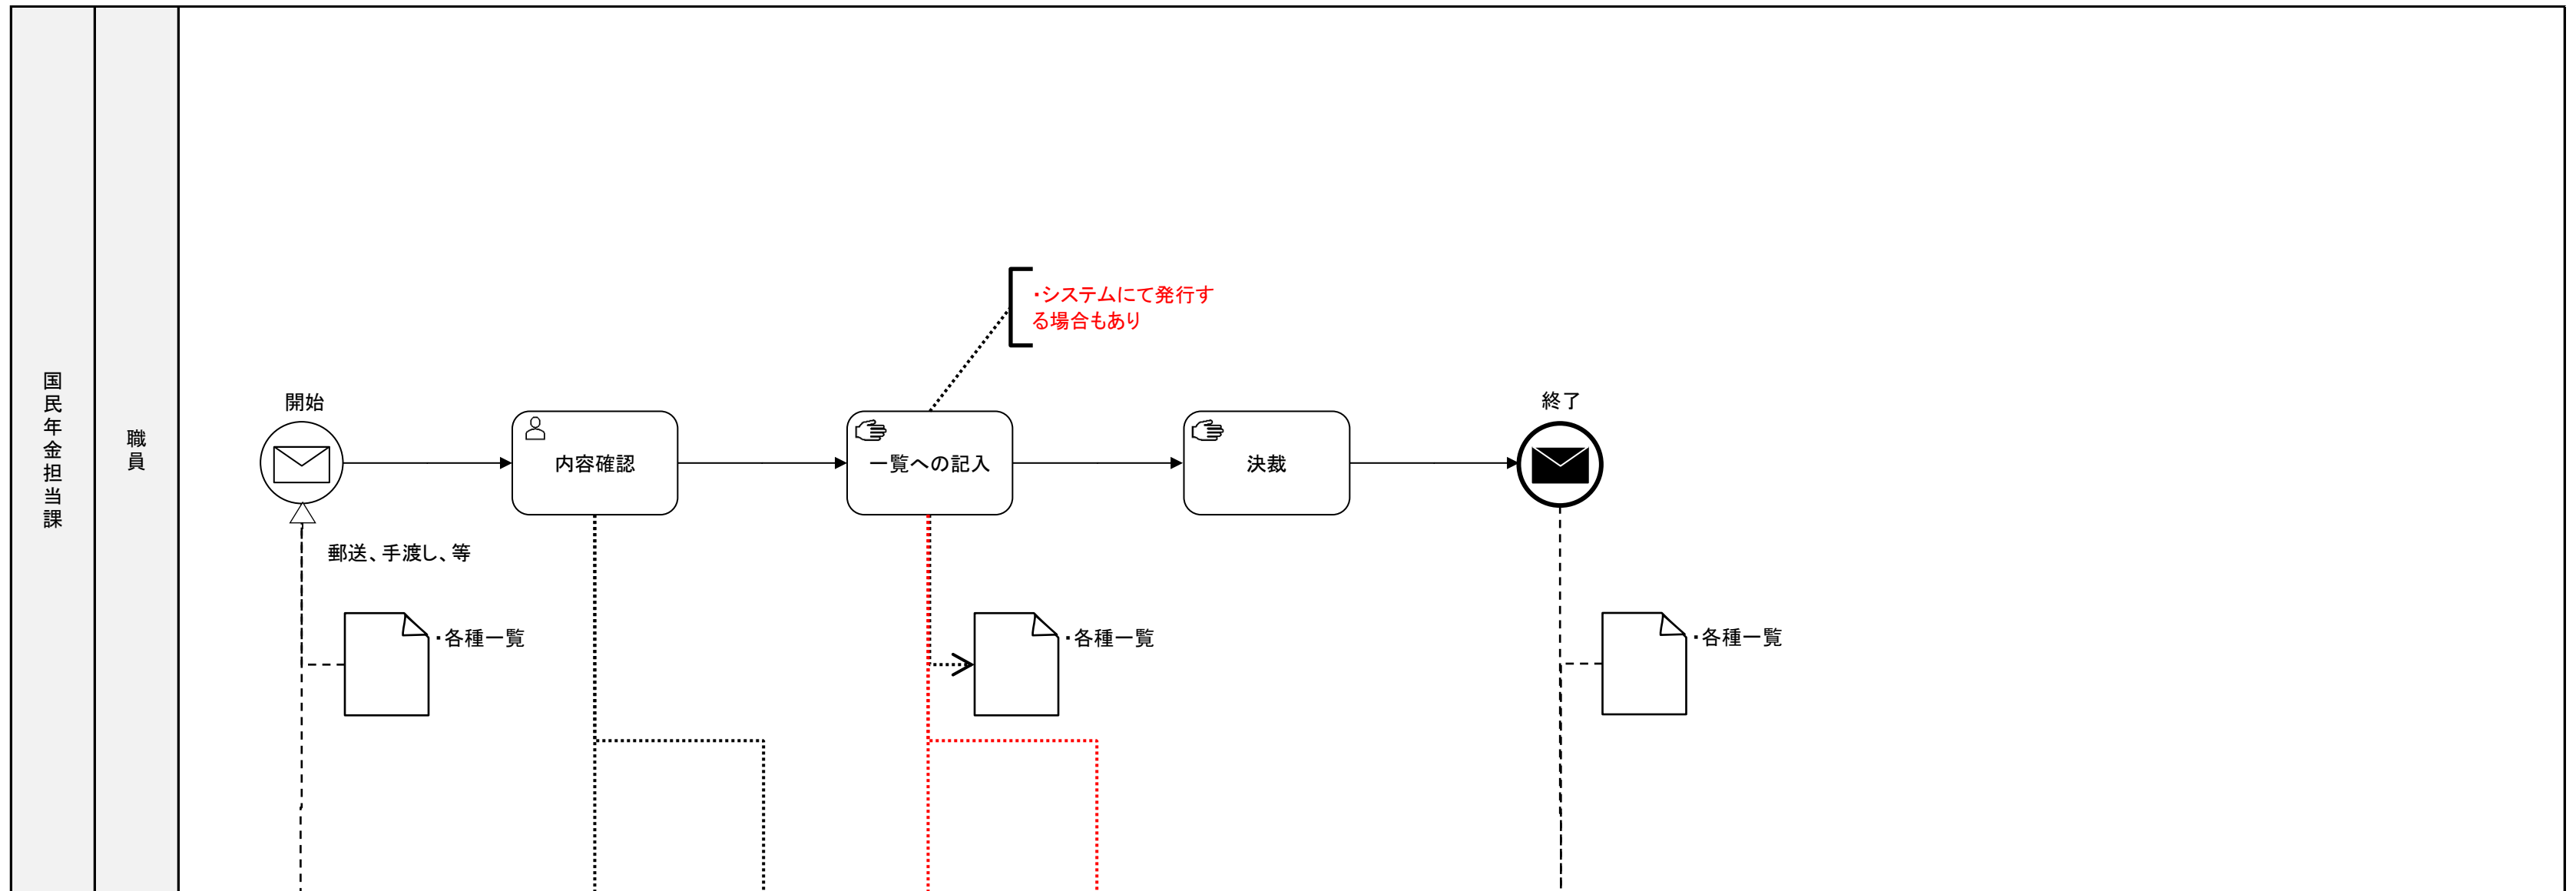 国民年金担当課
職員
・システムにて発行す
る場合もあり
開始
終了
内容確認
一覧への記入
決裁
郵送、手渡し、等
・各種一覧
・各種一覧
・各種一覧